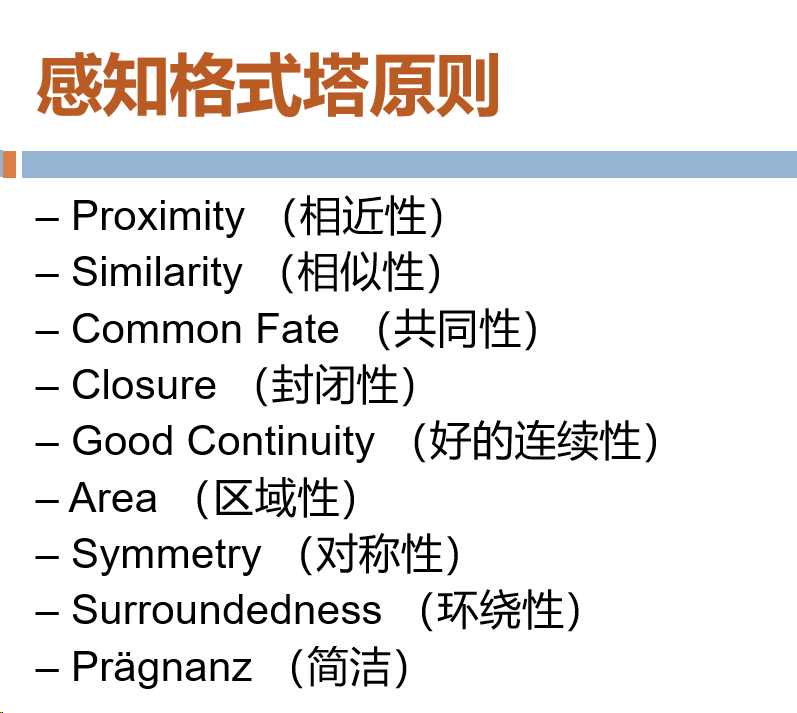 感知格式塔原则
– Proximity （相近性）
– Similarity （相似性）
– Common Fate （共同性）
– Closure （封闭性）
– Good Continuity （好的连续性）
– Area （区域性）
– Symmetry （对称性）
– Surroundedness （环绕性）
– Prägnanz （简洁）